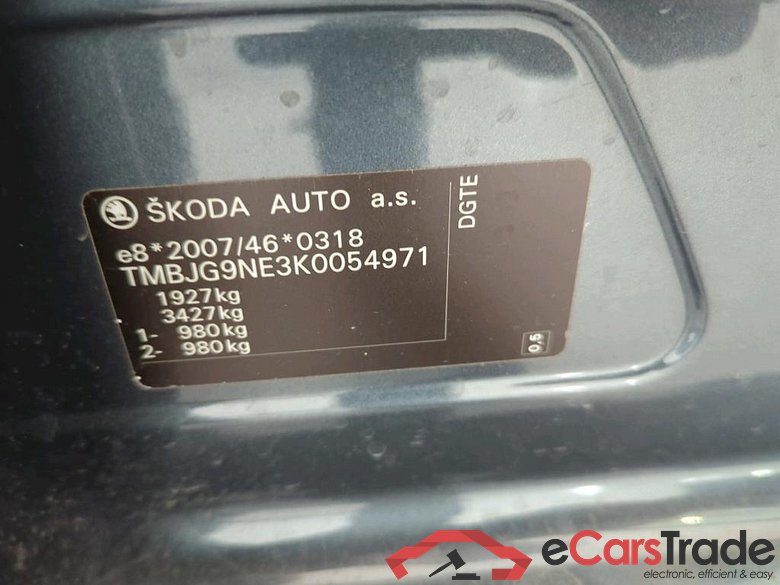 ŠKODA AUTO a.s.
e8*2007/46*0318
TMBJG9NE3K0054971
1927kg
3427kg
1- 980kg
2- 980kg
DGTE
0,5
eCarsTrade
electronic, efficient & easy